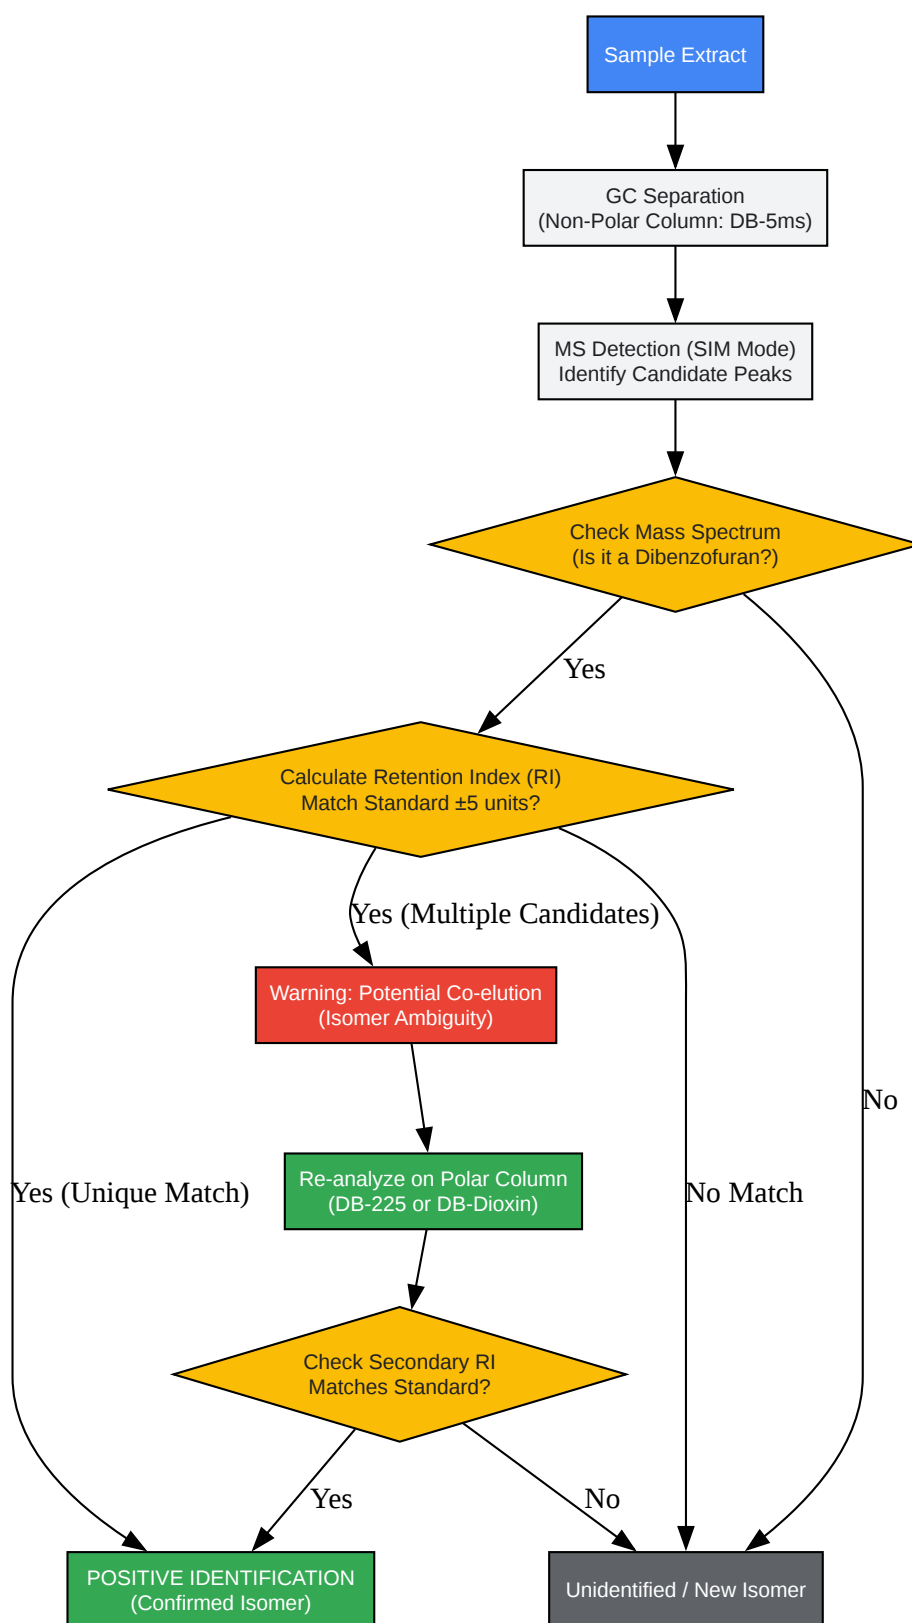 Sample Extract
GC Separation
(Non-Polar Column: DB-5ms)
MS Detection (SIM Mode)
Identify Candidate Peaks
Check Mass Spectrum
(Is it a Dibenzofuran?)
Yes
Calculate Retention Index (RI)
Match Standard ±5 units?
Yes (Multiple Candidates)
Warning: Potential Co-elution
(Isomer Ambiguity)
No
Re-analyze on Polar Column
(DB-225 or DB-Dioxin)
Yes (Unique Match)
No Match
Check Secondary RI
Matches Standard?
Yes
No
POSITIVE IDENTIFICATION
(Confirmed Isomer)
Unidentified / New Isomer